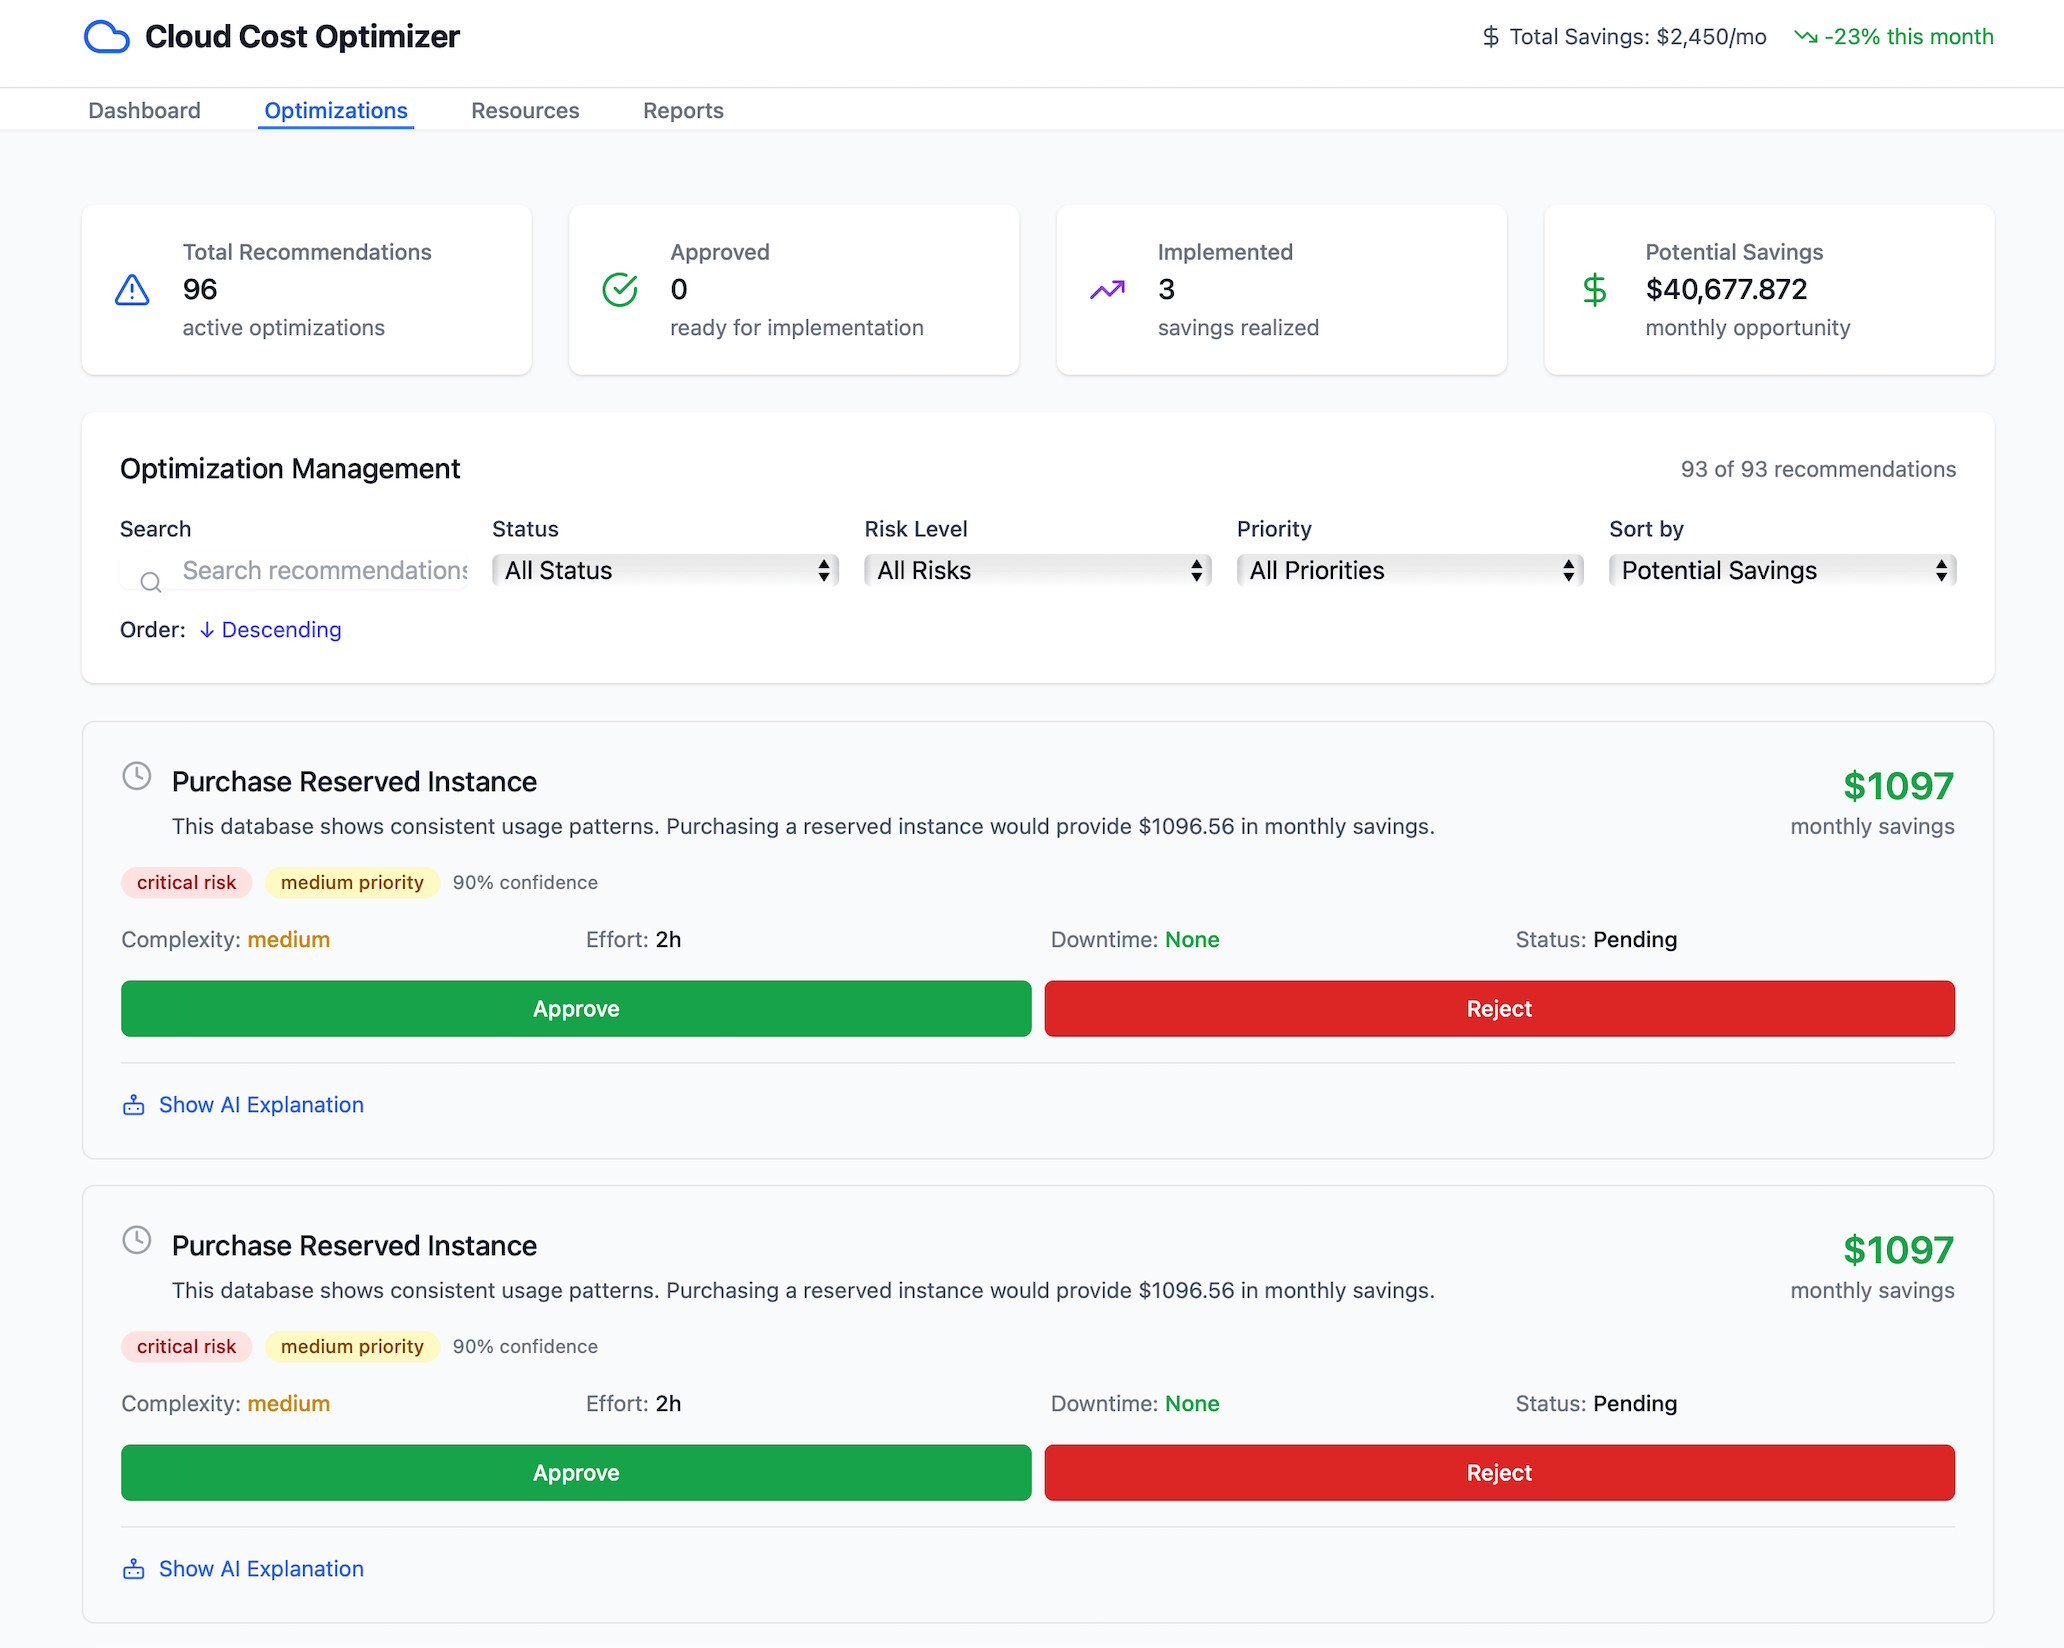 Cloud Cost Optimizer
$ Total Savings: $2,450/mo
-23% this month
Dashboard
Optimizations
Resources
Reports
Total Recommendations
96
active optimizations
Approved
0
ready for implementation
Implemented
3
savings realized
Potential Savings
$40,677.872
monthly opportunity
Optimization Management
93 of 93 recommendations
Search
Search recommendations
Status
All Status
Risk Level
All Risks
Priority
All Priorities
Sort by
Potential Savings
Order: ↓ Descending
Purchase Reserved Instance
$1097
This database shows consistent usage patterns. Purchasing a reserved instance would provide $1096.56 in monthly savings.
monthly savings
critical risk
medium priority
90% confidence
Complexity: medium
Effort: 2h
Downtime: None
Status: Pending
Approve
Reject
Show AI Explanation
Purchase Reserved Instance
$1097
This database shows consistent usage patterns. Purchasing a reserved instance would provide $1096.56 in monthly savings.
monthly savings
critical risk
medium priority
90% confidence
Complexity: medium
Effort: 2h
Downtime: None
Status: Pending
Approve
Reject
Show AI Explanation